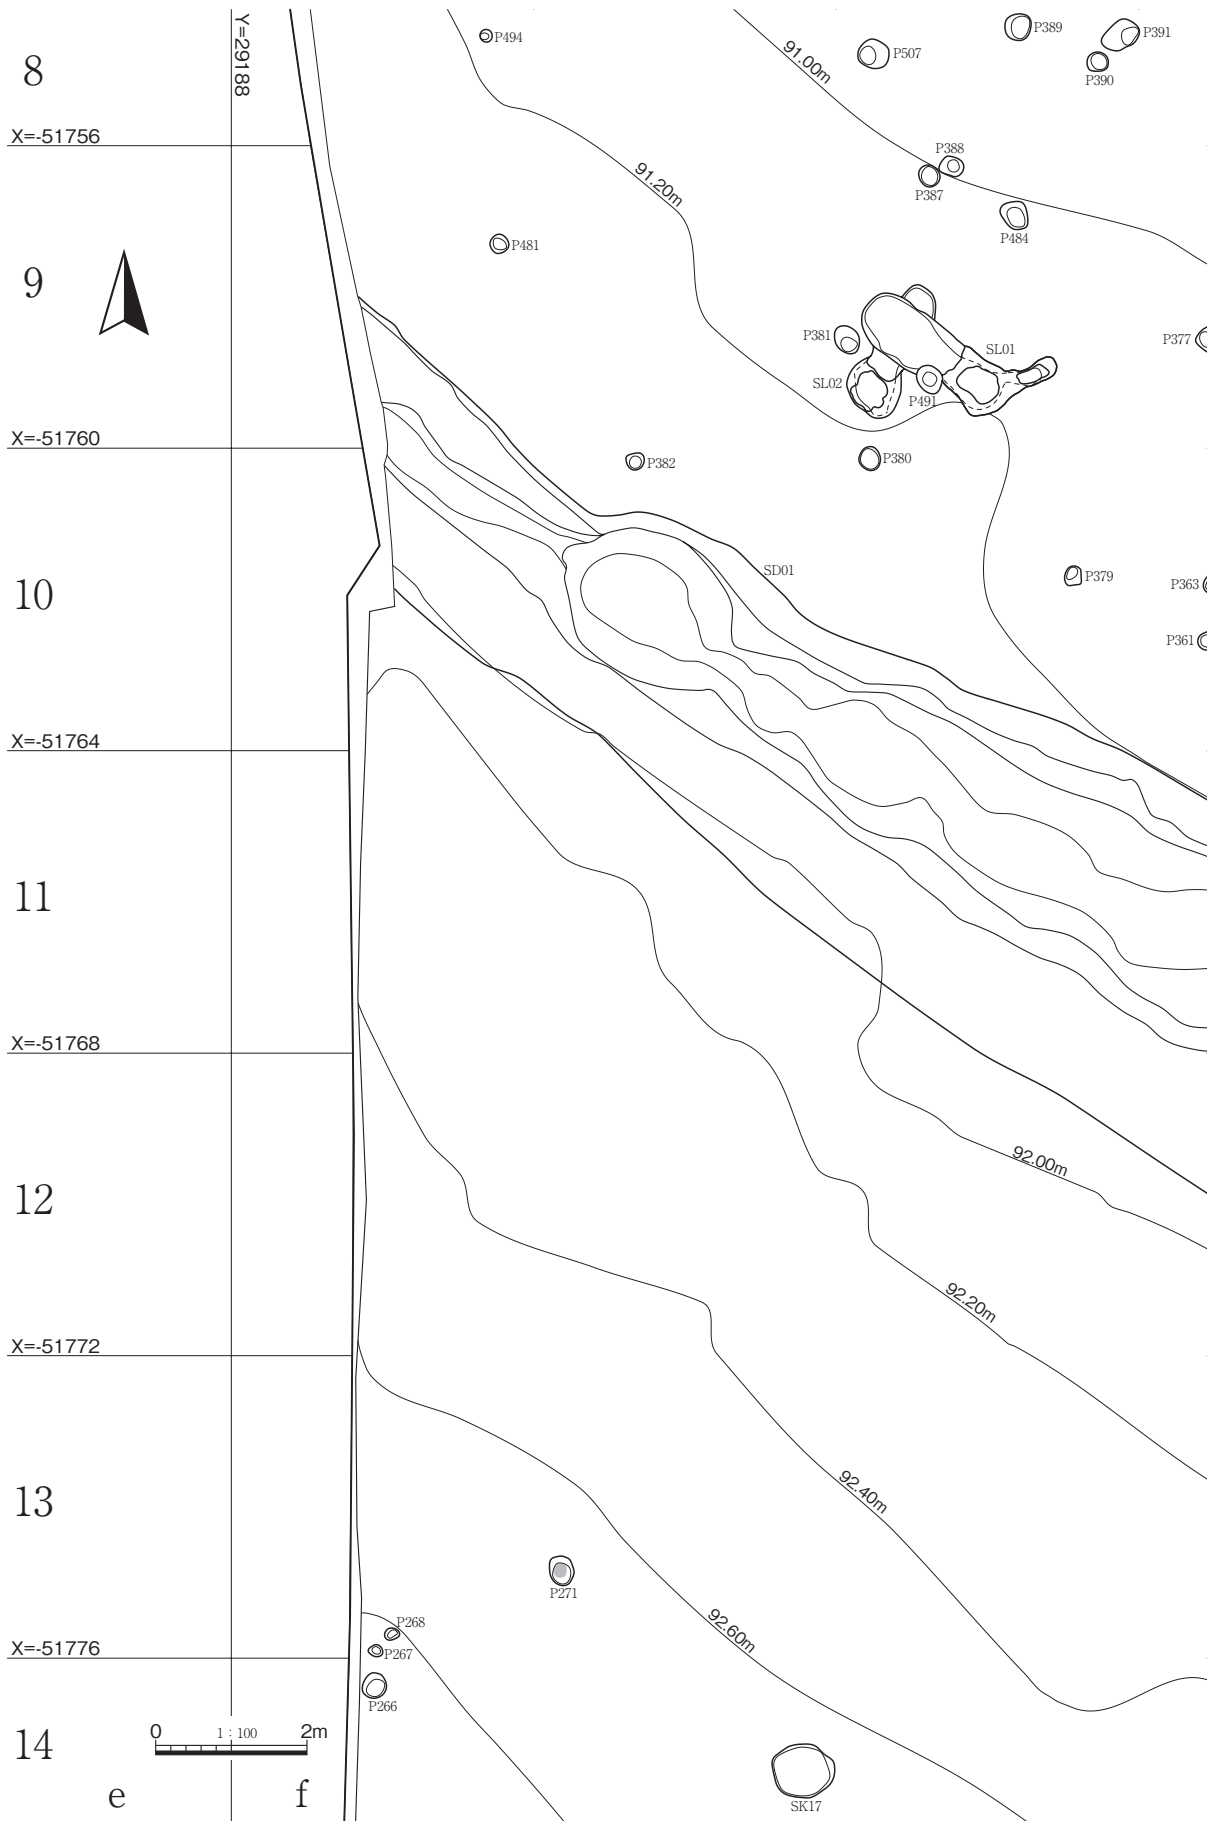 Y=29188
P494
P389
P391
P507
91.00m
P390
8
X=-51756
P388
91.20m
P387
P484
P481
9
P381
SL01
P377
SL02
P491
X=-51760
P382
P380
SD01
P379
P363
10
P361
X=-51764
11
X=-51768
92.00m
12
92.20m
X=-51772
92.40m
13
P271
92.60m
P268
X=-51776
P267
P266
0 1:100 2m
14
e f
SK17